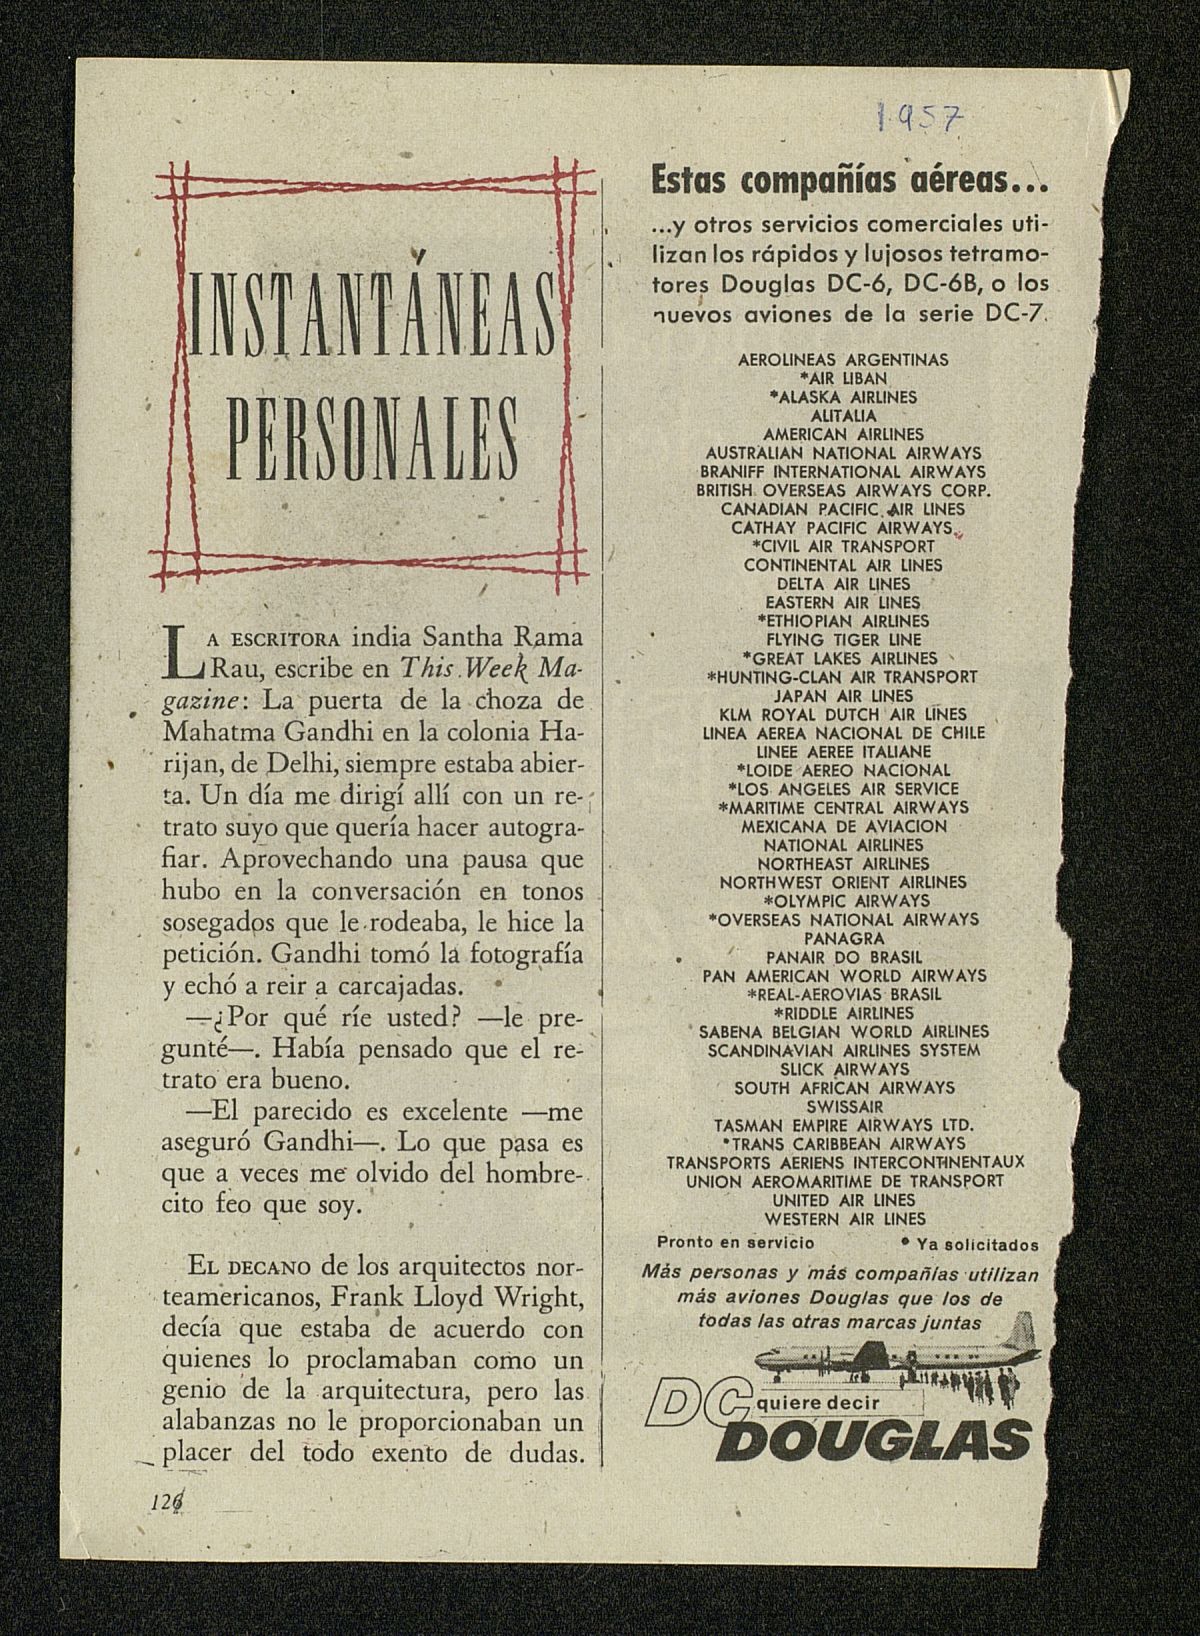 1957
INSTANTÁNEAS
PERSONALES
LA ESCRITORA india Santha Rama
Rau, escribe en This Week Ma-
gazine: La puerta de la choza de
Mahatma Gandhi en la colonia Ha-
rijan, de Delhi, siempre estaba abier-
ta. Un día me dirigí allí con un re-
trato suyo que quería hacer autogra-
fiar. Aprovechando una pausa que
hubo en la conversación en tonos
sosegados que le rodeaba, le hice la
petición. Gandhi tomó la fotografía
y echó a reir a carcajadas.
—¿Por qué ríe usted? —le pre-
gunté—. Había pensado que el re-
trato era bueno.
—El parecido es excelente —me
aseguró Gandhi—. Lo que pasa es
que a veces me olvido del hombre-
cito feo que soy.
EL DECANO de los arquitectos nor-
teamericanos, Frank Lloyd Wright,
decía que estaba de acuerdo con
quienes lo proclamaban como un
genio de la arquitectura, pero las
alabanzas no le proporcionaban un
placer del todo exento de dudas.
126
Estas compañías aéreas...
...y otros servicios comerciales uti-
lizan los rápidos y lujosos tetramo-
tores Douglas DC-6, DC-6B, o los
nuevos aviones de la serie DC-7.
AEROLINEAS ARGENTINAS
*AIR LIBAN
*ALASKA AIRLINES
ALITALIA
AMERICAN AIRLINES
AUSTRALIAN NATIONAL AIRWAYS
BRANIFF INTERNATIONAL AIRWAYS
BRITISH OVERSEAS AIRWAYS CORP.
CANADIAN PACIFIC AIR LINES
CATHAY PACIFIC AIRWAYS
*CIVIL AIR TRANSPORT
CONTINENTAL AIR LINES
DELTA AIR LINES
EASTERN AIR LINES
*ETHIOPIAN AIRLINES
FLYING TIGER LINE
*GREAT LAKES AIRLINES
*HUNTING-CLAN AIR TRANSPORT
JAPAN AIR LINES
KLM ROYAL DUTCH AIR LINES
LINEA AEREA NACIONAL DE CHILE
LINEE AEREE ITALIANE
*LOIDE AEREO NACIONAL
*LOS ANGELES AIR SERVICE
*MARITIME CENTRAL AIRWAYS
MEXICANA DE AVIACION
NATIONAL AIRLINES
NORTHEAST AIRLINES
NORTHWEST ORIENT AIRLINES
*OLYMPIC AIRWAYS
*OVERSEAS NATIONAL AIRWAYS
PANAGRA
PANAIR DO BRASIL
PAN AMERICAN WORLD AIRWAYS
*REAL-AEROVIAS BRASIL
*RIDDLE AIRLINES
SABENA BELGIAN WORLD AIRLINES
SCANDINAVIAN AIRLINES SYSTEM
SLICK AIRWAYS
SOUTH AFRICAN AIRWAYS
SWISSAIR
TASMAN EMPIRE AIRWAYS LTD.
*TRANS CARIBBEAN AIRWAYS
TRANSPORTS AERIENS INTERCONTINENTAUX
UNION AEROMARITIME DE TRANSPORT
UNITED AIR LINES
WESTERN AIR LINES
Pronto en servicio * Ya solicitados
Más personas y más compañías utilizan
más aviones Douglas que los de
todas las otras marcas juntas
DC quiere decir
DOUGLAS